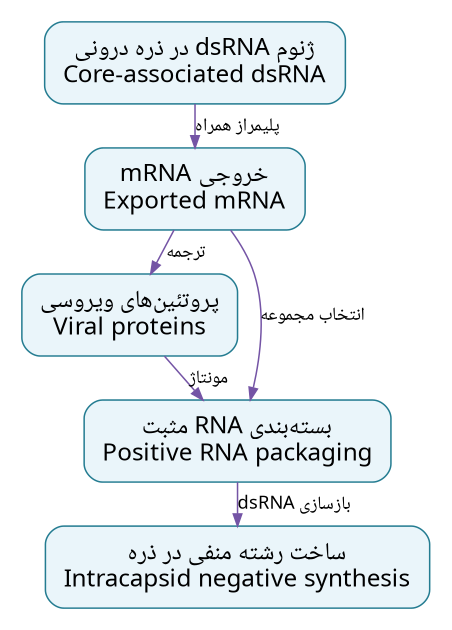 ژنوم dsRNA در ذره درونی
Core-associated dsRNA
پلیمراز همراه
mRNA خروجی
Exported mRNA
ترجمه
انتخاب مجموعه
پروتئین‌های ویروسی
Viral proteins
مونتاژ
بسته‌بندی RNA مثبت
Positive RNA packaging
بازسازی dsRNA
ساخت رشته منفی در ذره
Intracapsid negative synthesis